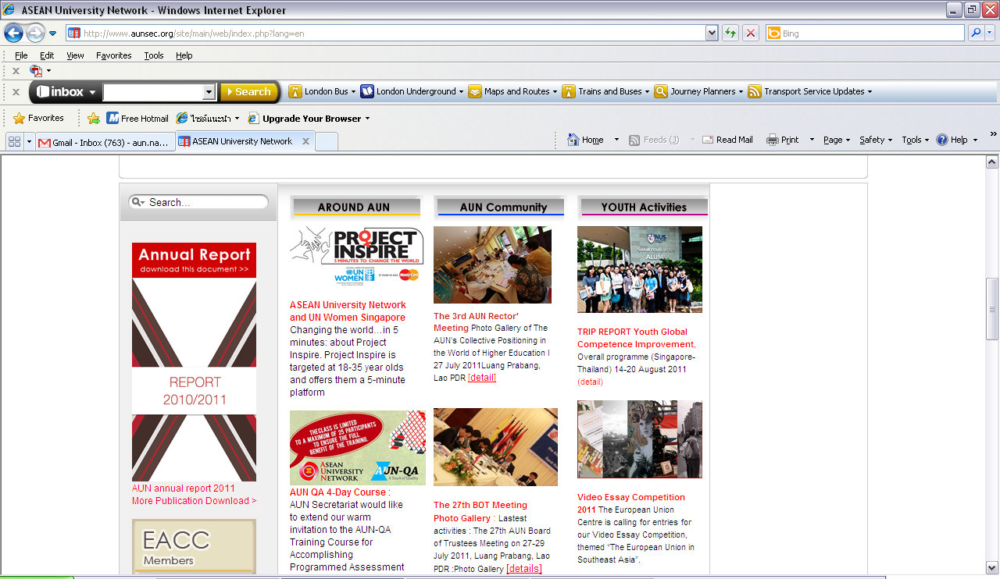 ASEAN University Network - Windows Internet Explorer
http://www.aunsec.org/site/main/web/index.php?lang=en
Bing
File Edit View Favorites Tools Help
inbox Search London Bus London Underground Maps and Routes Trains and Buses Journey Planners Transport Service Updates
Favorites Free Hotmail ไซต์แนะนำ Upgrade Your Browser
Gmail - Inbox (763) - aun.na... ASEAN University Network Home Feeds (J) Read Mail Print Page Safety Tools Help
Search...
Annual Report
download this document >>
REPORT
2010/2011
AUN annual report 2011
More Publication Download >
EACC
Members
AROUND AUN
PROJECT
INSPIRE
5 MINUTES TO CHANGE THE WORLD
UN
WOMEN
MasterCard
ASEAN University Network
and UN Women Singapore
Changing the world…in 5
minutes: about Project
Inspire. Project Inspire is
targeted at 18-35 year olds
and offers them a 5-minute
platform
THE CLASS IS LIMITED
TO A MAXIMUM OF 25 PARTICIPANTS
TO ENSURE THE FULL
BENEFIT OF THE TRAINING.
ASEAN
UNIVERSITY
NETWORK
AUN-QA
A Touch of Quality
AUN QA 4-Day Course :
AUN Secretariat would like
to extend our warm
invitation to the AUN-QA
Training Course for
Accomplishing
Programmed Assessment
AUN Community
The 3rd AUN Rector'
Meeting Photo Gallery of The
AUN's Collective Positioning in
the World of Higher Education I
27 July 2011Luang Prabang,
Lao PDR [detail]
The 27th BOT Meeting
Photo Gallery : Lastest
activities : The 27th AUN Board
of Trustees Meeting on 27-29
July 2011, Luang Prabang, Lao
PDR :Photo Gallery [details]
YOUTH Activities
NUS
ALUMNI
TRIP REPORT Youth Global
Competence Improvement,
Overall programme (Singapore-
Thailand) 14-20 August 2011
(detail)
Video Essay Competition
2011 The European Union
Centre is calling for entries for
our Video Essay Competition,
themed “The European Union in
Southeast Asia”.